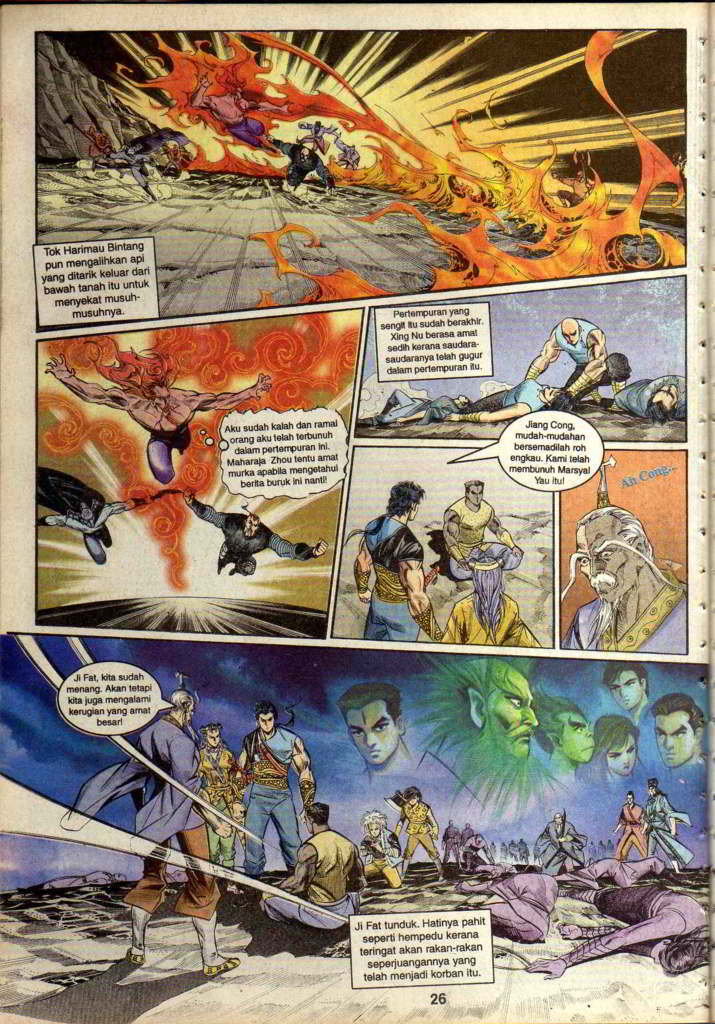 Tok Harimau Bintang
pun mengalihkan api
yang ditarik keluar dari
bawah tanah itu untuk
menyekat musuh-
musuhnya.
Aku sudah kalah dan ramai
orang aku telah terbunuh
dalam pertempuran ini.
Maharaja Zhou tentu amat
murka apabila mengetahui
berita buruk ini nanti!
Pertempuran yang
sengit itu sudah berakhir.
Xing Nu berasa amat
sedih kerana saudara-
saudaranya telah gugur
dalam pertempuran itu.
Jiang Cong,
mudah-mudahan
bersemadilah roh
engkau. Kami telah
membunuh Marsyal
Yau itu!
Ah Cong...
Ji Fat, kita sudah
menang. Akan tetapi
kita juga mengalami
kerugian yang amat
besar!
Ji Fat tunduk. Hatinya pahit
seperti hempedu kerana
teringat akan rakan-rakan
seperjuangannya yang
telah menjadi korban itu.
26